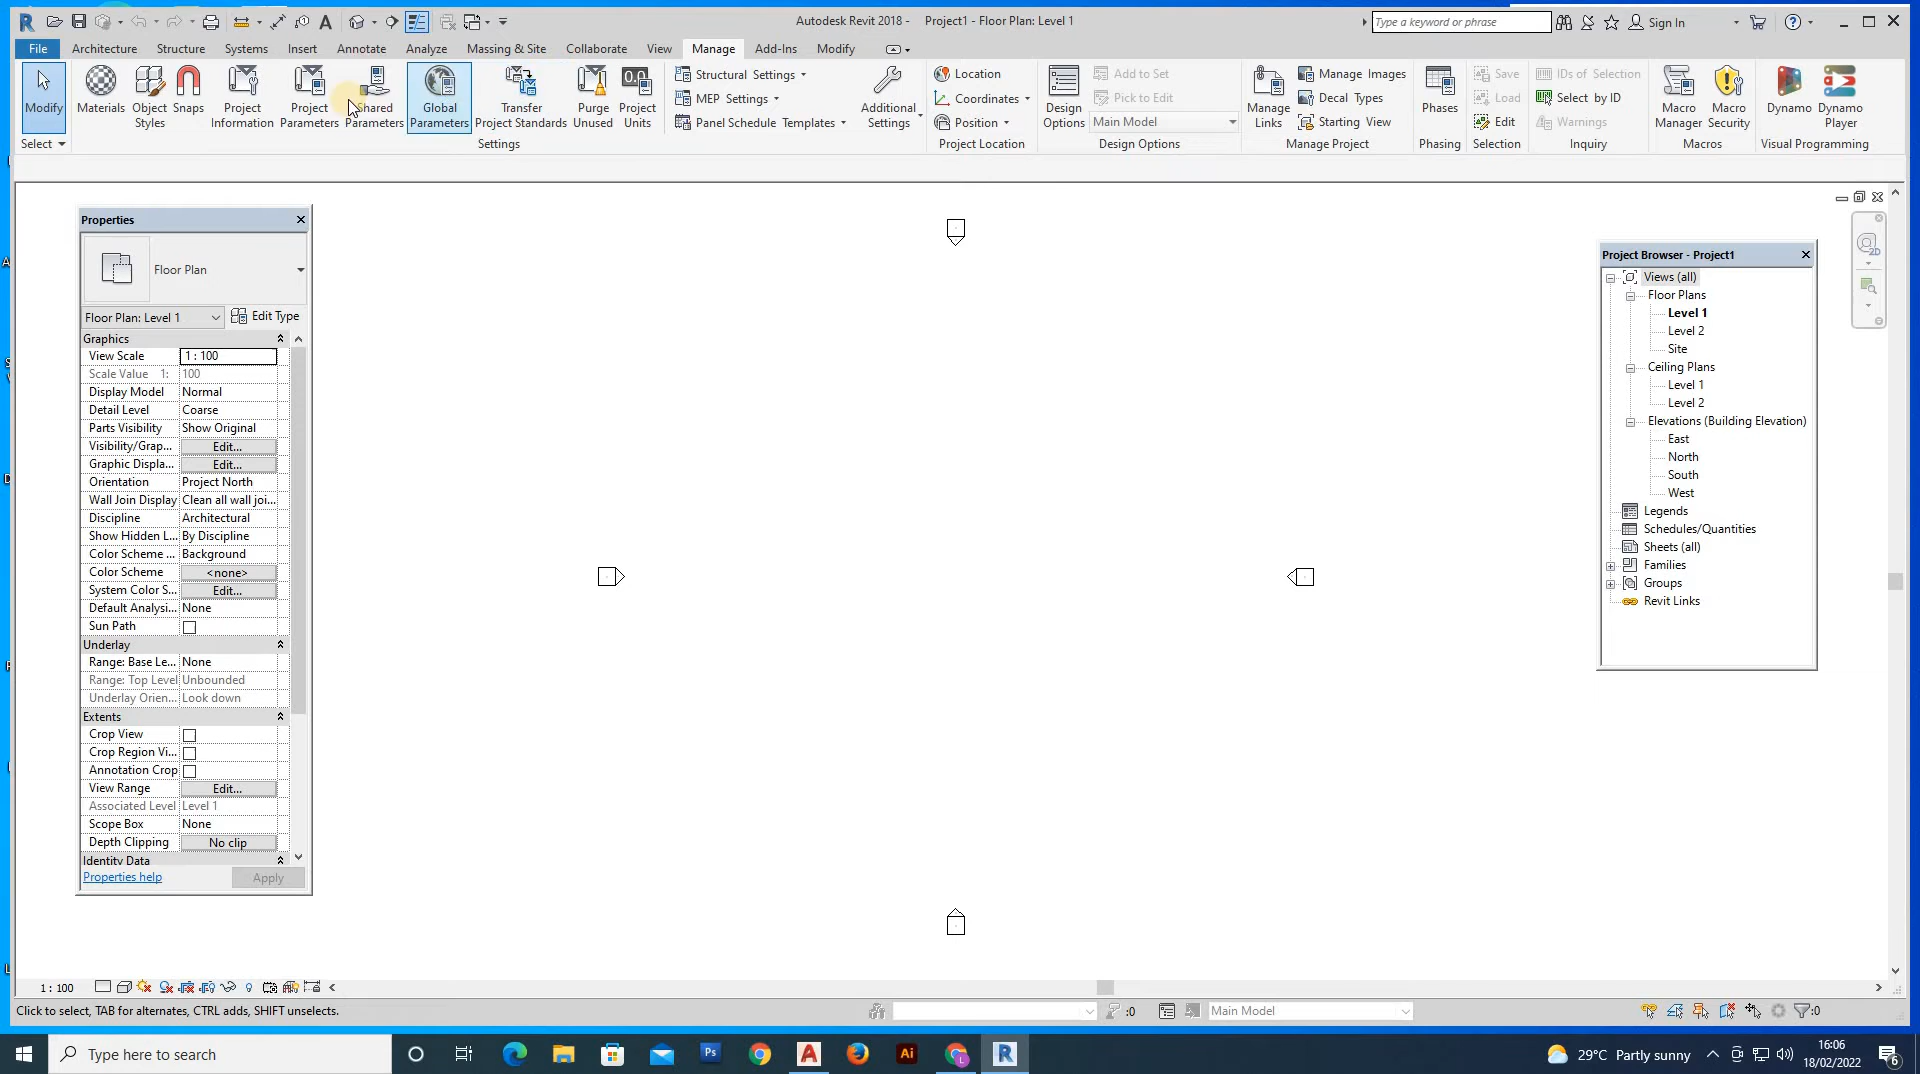 Autodesk Revit 2018 -    Project1 - Floor Plan: Level 1
Type a keyword or phrase
Sign In
File Architecture Structure Systems Insert Annotate Analyze Massing & Site Collaborate View Manage Add-Ins Modify
Modify
Materials
Object Styles
Snaps
Project Information
Project Parameters
Shared Parameters
Global Parameters
Transfer Project Standards
Purge Unused
0.0
Project Units
Structural Settings
MEP Settings
Panel Schedule Templates
Additional Settings
Location
Coordinates
Position
Design Options
Add to Set
Pick to Edit
Main Model
Manage Links
Manage Images
Decal Types
Starting View
Phases
Save
Load
Edit
IDs of Selection
Select by ID
Warnings
Macro Manager
Macro Security
Dynamo
Dynamo Player
Select
Settings
Project Location
Design Options
Manage Project
Phasing
Selection
Inquiry
Macros
Visual Programming
Properties
Floor Plan
Floor Plan: Level 1
Edit Type
Graphics
View Scale 1 : 100
Scale Value 1: 100
Display Model Normal
Detail Level Coarse
Parts Visibility Show Original
Visibility/Grap... Edit...
Graphic Displa... Edit...
Orientation Project North
Wall Join Display Clean all wall joi...
Discipline Architectural
Show Hidden L... By Discipline
Color Scheme ... Background
Color Scheme <none>
System Color S... Edit...
Default Analysi... None
Sun Path
Underlay
Range: Base Le... None
Range: Top Level Unbounded
Underlay Orien... Look down
Extents
Crop View
Crop Region Vi...
Annotation Crop
View Range Edit...
Associated Level Level 1
Scope Box None
Depth Clipping No clip
Identity Data
Properties help
Apply
Project Browser - Project1
Views (all)
Floor Plans
Level 1
Level 2
Site
Ceiling Plans
Level 1
Level 2
Elevations (Building Elevation)
East
North
South
West
Legends
Schedules/Quantities
Sheets (all)
Families
Groups
Revit Links
2D
1 : 100
Click to select, TAB for alternates, CTRL adds, SHIFT unselects.
:0
Main Model
:0
Type here to search
Ps
Ai
29°C Partly sunny
16:06
18/02/2022
6